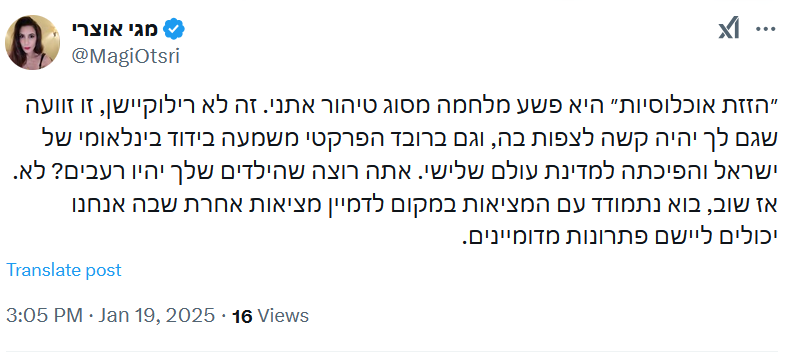 מגי אוצרי
@MagiOtsri
״הזזת אוכלוסיות״ היא פשע מלחמה מסוג טיהור אתני. זה לא רילוקיישן, זו זוועה
שגם לך יהיה קשה לצפות בה, וגם ברובד הפרקטי משמעה בידוד בינלאומי של
ישראל והפיכתה למדינת עולם שלישי. אתה רוצה שהילדים שלך יהיו רעבים? לא.
אז שוב, בוא נתמודד עם המציאות במקום לדמיין מציאות אחרת שבה אנחנו
יכולים ליישם פתרונות מדומיינים.
Translate post
3:05 PM · Jan 19, 2025 · 16 Views